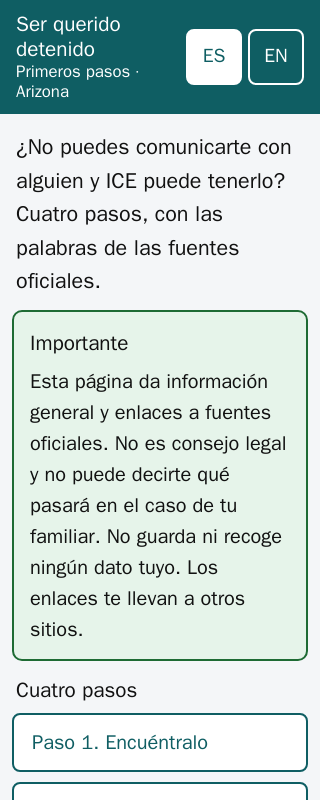 Ser querido
detenido
Primeros pasos ·
Arizona
ES
EN
¿No puedes comunicarte con
alguien y ICE puede tenerlo?
Cuatro pasos, con las
palabras de las fuentes
oficiales.
Importante
Esta página da información
general y enlaces a fuentes
oficiales. No es consejo legal
y no puede decirte qué
pasará en el caso de tu
familiar. No guarda ni recoge
ningún dato tuyo. Los
enlaces te llevan a otros
sitios.
Cuatro pasos
Paso 1. Encuéntralo